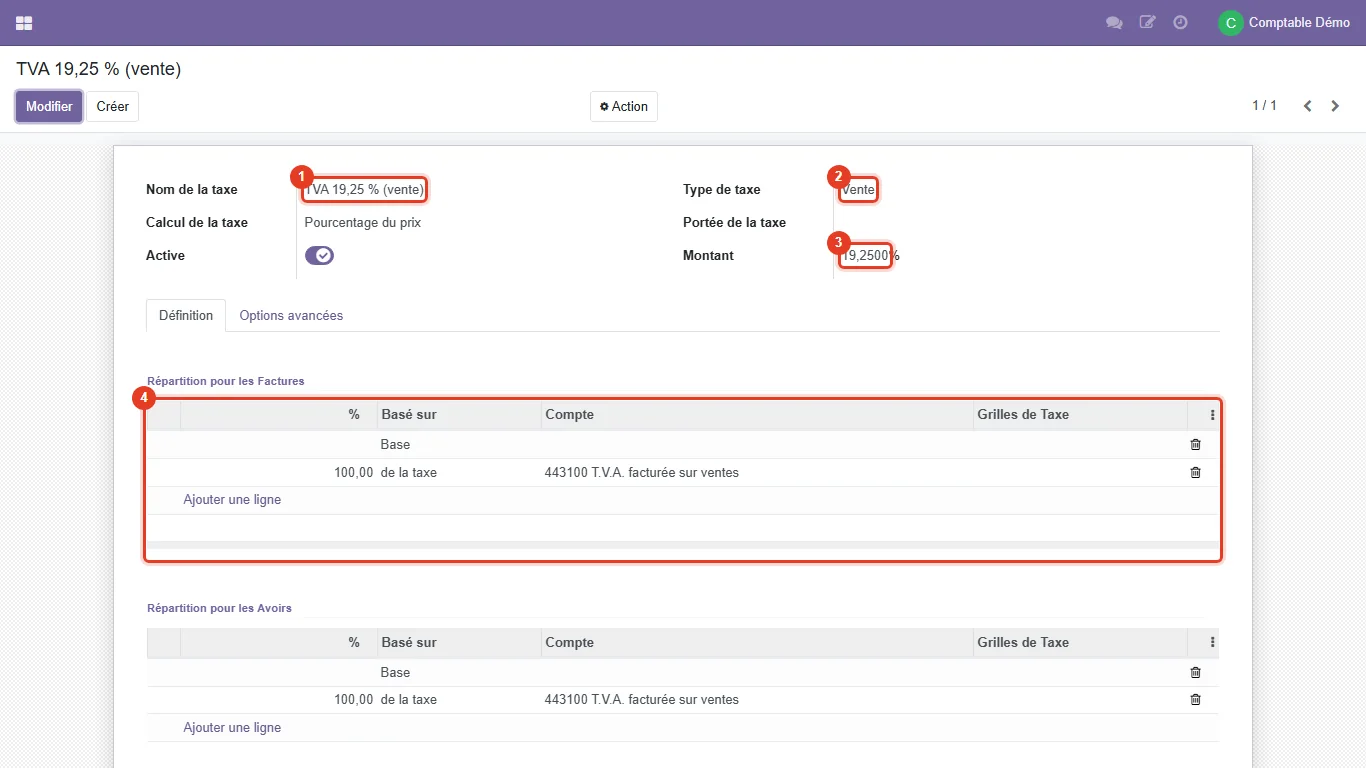 C Comptable Démo
TVA 19,25 % (vente)
Modifier Créer Action 1 / 1
1 2
Nom de la taxe TVA 19,25 % (vente) Type de taxe Vente
Calcul de la taxe Pourcentage du prix Portée de la taxe
3
Active Montant 19,2500%
Définition Options avancées
Répartition pour les Factures
4
% Basé sur Compte Grilles de Taxe
Base
100,00 de la taxe 443100 T.V.A. facturée sur ventes
Ajouter une ligne
Répartition pour les Avoirs
% Basé sur Compte Grilles de Taxe
Base
100,00 de la taxe 443100 T.V.A. facturée sur ventes
Ajouter une ligne